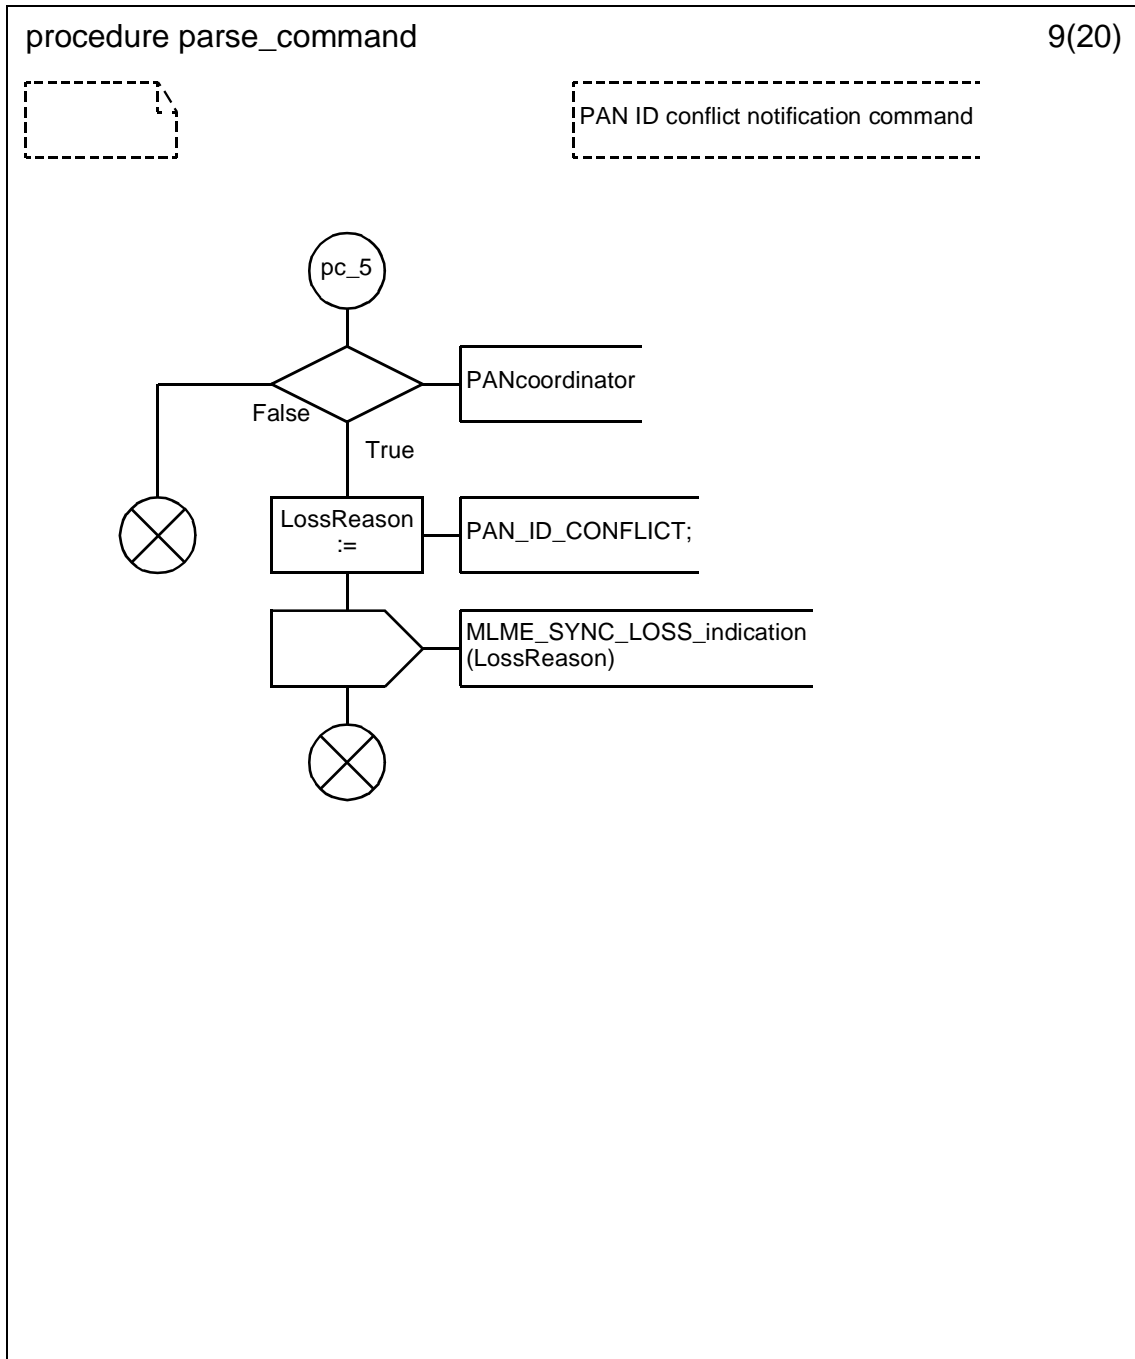 procedure parse_command
9(20)
PAN ID conflict notification command
pc_5
PANcoordinator
False
True
LossReason
:=
PAN_ID_CONFLICT;
MLME_SYNC_LOSS_indication
(LossReason)